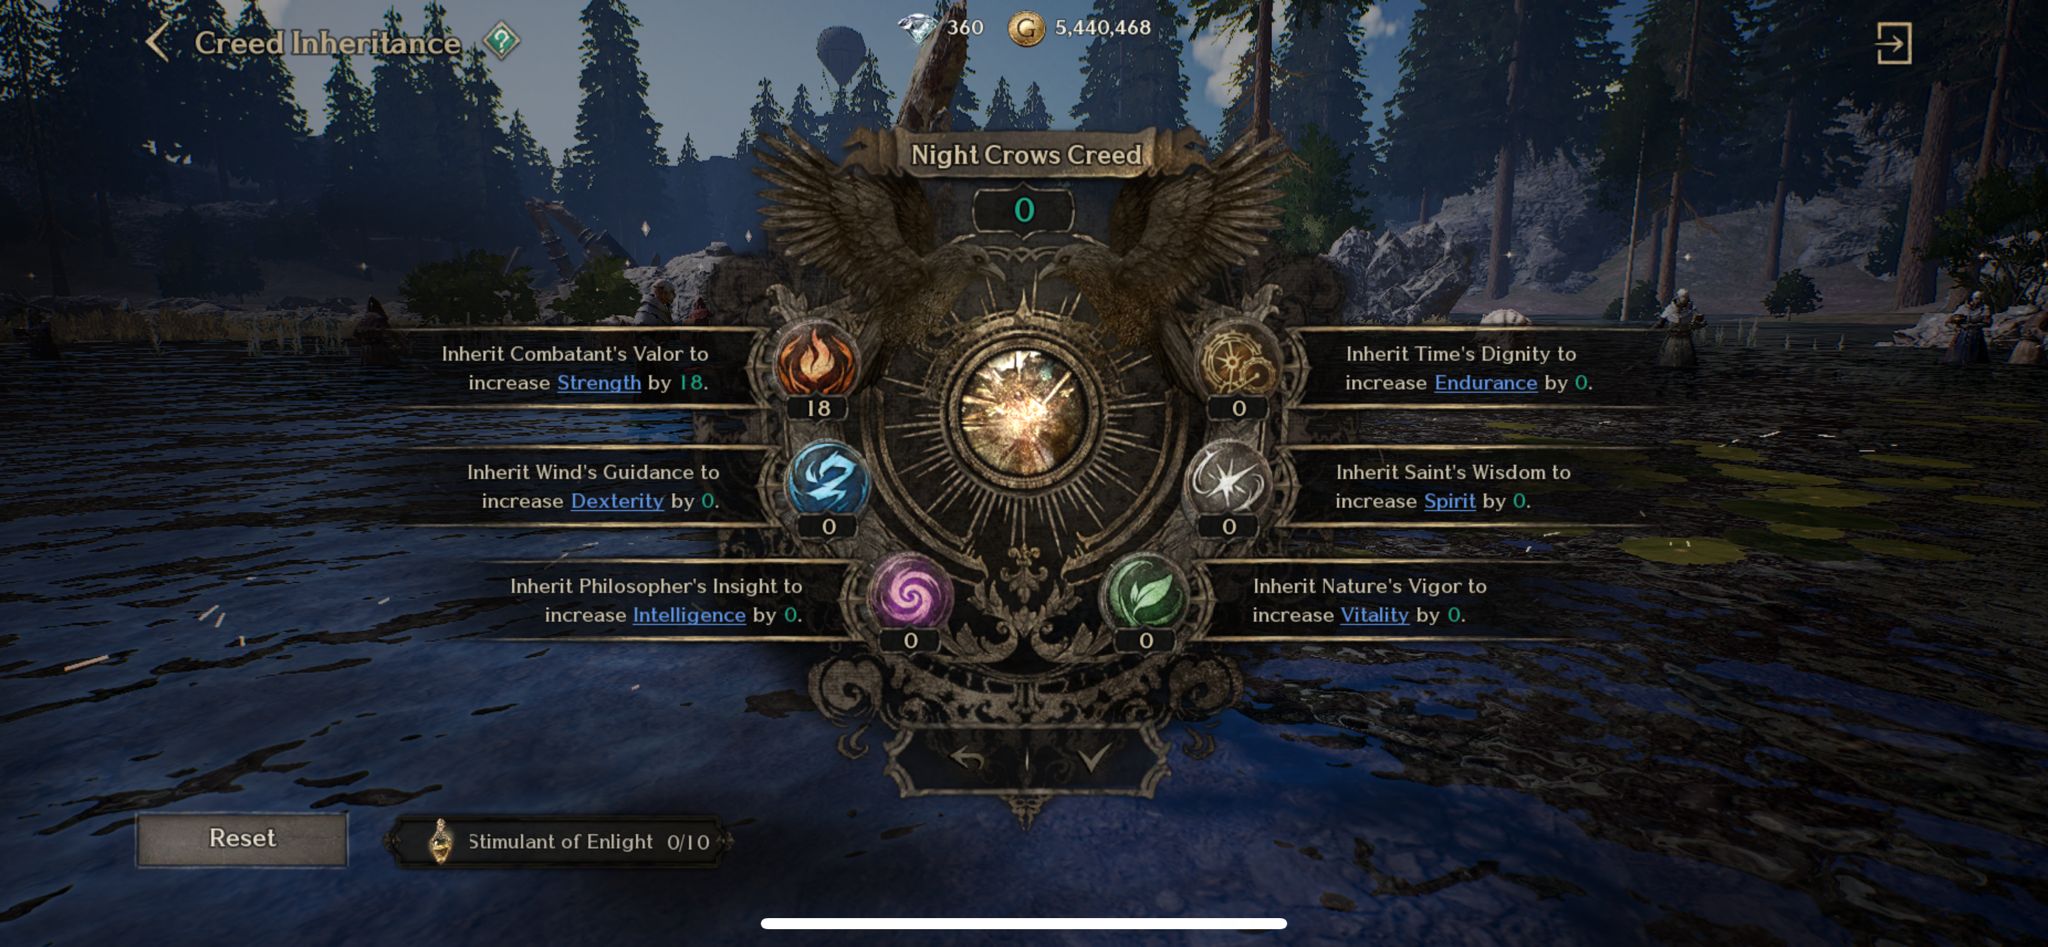 Creed Inheritance
?
360
G
5,440,468
Night Crows Creed
0
Inherit Combatant's Valor to
increase Strength by 18.
18
Inherit Time's Dignity to
increase Endurance by 0.
0
Inherit Wind's Guidance to
increase Dexterity by 0.
0
Inherit Saint's Wisdom to
increase Spirit by 0.
0
Inherit Philosopher's Insight to
increase Intelligence by 0.
0
Inherit Nature's Vigor to
increase Vitality by 0.
0
Reset
Stimulant of Enlight 0/10